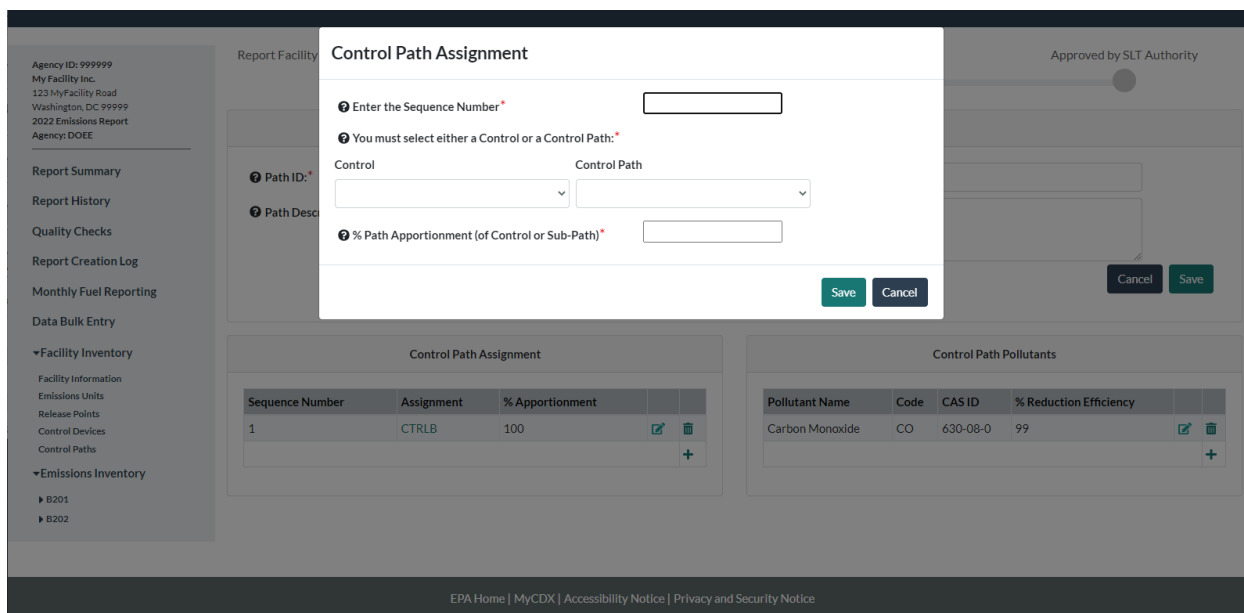 Agency ID: 999999
My Facility Inc.
123 MyFacility Road
Washington, DC 99999
2022 Emissions Report
Agency: DOEE
Report Summary
Report History
Quality Checks
Report Creation Log
Monthly Fuel Reporting
Data Bulk Entry
Facility Inventory
Facility Information
Emissions Units
Release Points
Control Devices
Control Paths
Emissions Inventory
B201
B202
Report Facility
Approved by SLT Authority
Path ID:*
Path Desc
Control Path Assignment
Enter the Sequence Number*
You must select either a Control or a Control Path:*
Control Control Path
% Path Apportionment (of Control or Sub-Path)*
Save Cancel
Cancel Save
Control Path Assignment
Sequence Number Assignment % Apportionment
1 CTRLB 100
+
Control Path Pollutants
Pollutant Name Code CAS ID % Reduction Efficiency
Carbon Monoxide CO 630-08-0 99
+
EPA Home | MyCDX | Accessibility Notice | Privacy and Security Notice